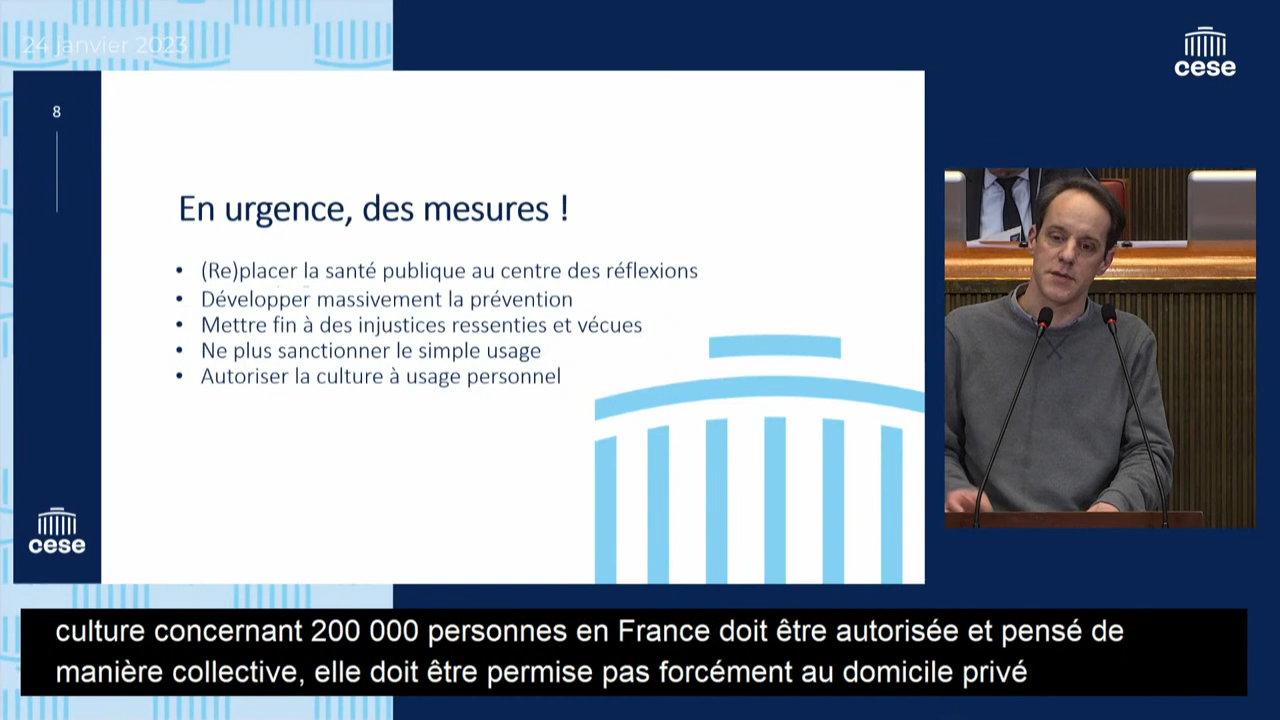 24 janvier 2023
cese
8
En urgence, des mesures !
• (Re)placer la santé publique au centre des réflexions
• Développer massivement la prévention
• Mettre fin à des injustices ressenties et vécues
• Ne plus sanctionner le simple usage
• Autoriser la culture à usage personnel
cese
culture concernant 200 000 personnes en France doit être autorisée et pensé de
manière collective, elle doit être permise pas forcément au domicile privé